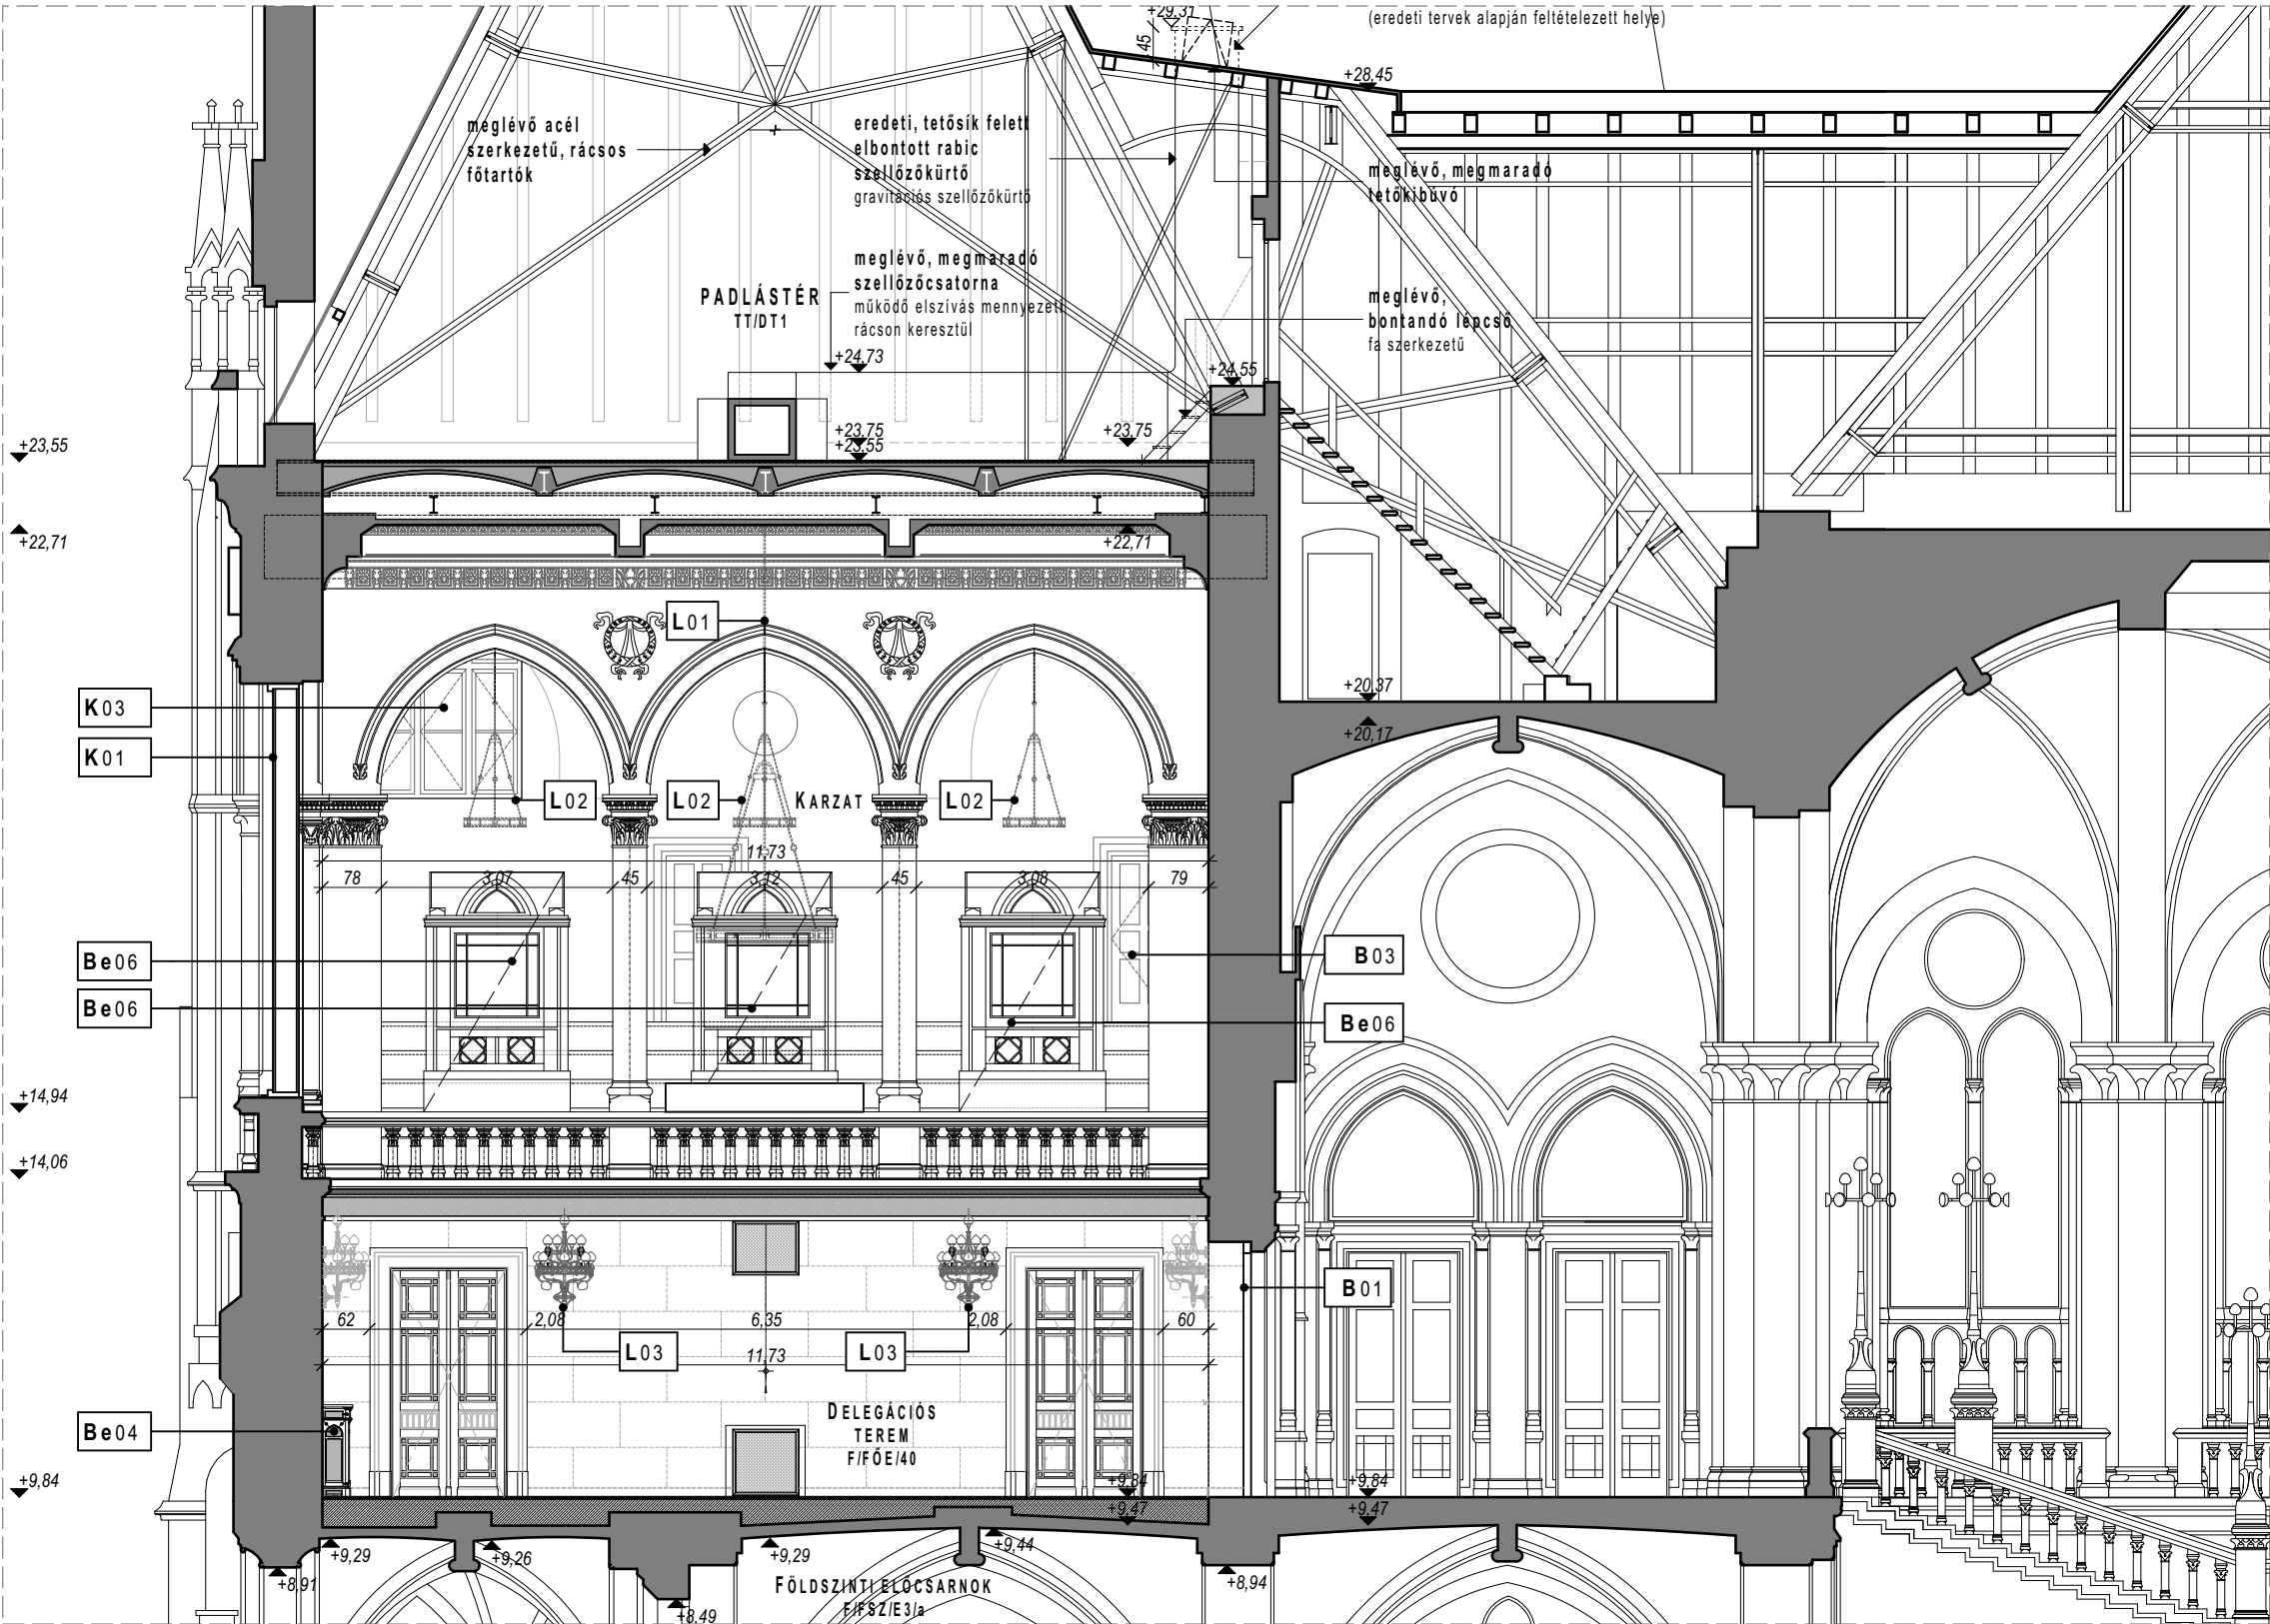 +29,31
(eredeti tervek alapján feltételezett helye)
45
+28,45
meglévő acél
szerkezetű, rácsos
főtartók
eredeti, tetősík felett
elbontott rabic
szellőzőkürtő
gravitációs szellőzőkürtő
meglévő, megmaradó
tetőkibúvó
meglévő, megmaradó
szellőzőcsatorna
működő elszívás mennyezeti
rácson keresztül
PADLÁSTÉR
TT/DT1
meglévő,
bontandó lépcső
fa szerkezetű
+24,73
+24,55
+23,55
+23,75
+23,55
+23,75
+22,71
+22,71
L01
K03
+20,37
+20,17
K01
L02
L02
KARZAT
L02
11,73
78
3,07
45
3,12
45
3,08
79
Be06
B03
Be06
Be06
+14,94
+14,06
B01
62
2,08
6,35
2,08
60
L03
11,73
L03
Be04
DELEGÁCIÓS
TEREM
F/FŐE/40
+9,84
+9,84
+9,84
+9,47
+9,47
+9,29
+9,26
+9,29
+9,44
+8,91
+8,49
FÖLDSZINTI ELŐCSARNOK
F/FSZ/E3/a
+8,94